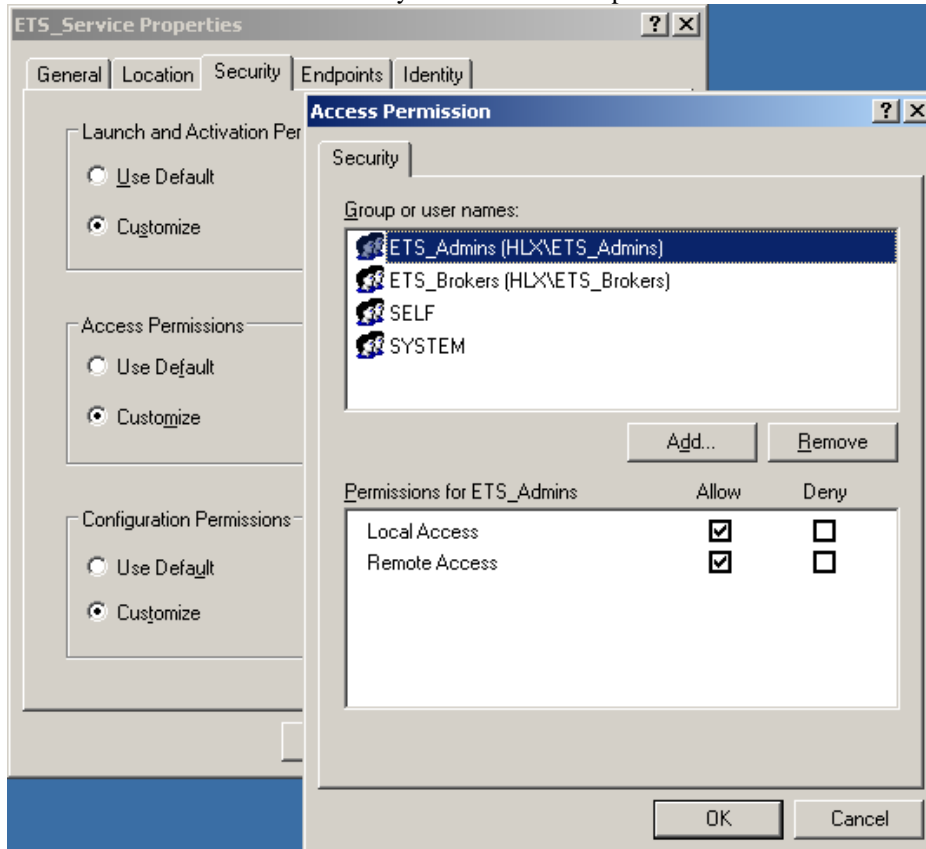 ETS_Service Properties
General Location Security Endpoints Identity
Launch and Activation Per
Use Default
Customize
Access Permissions
Use Default
Customize
Configuration Permissions
Use Default
Customize
Access Permission
Security
Group or user names:
ETS_Admins (HLX\ETS_Admins)
ETS_Brokers (HLX\ETS_Brokers)
SELF
SYSTEM
Add... Remove
Permissions for ETS_Admins Allow Deny
Local Access
Remote Access
OK Cancel